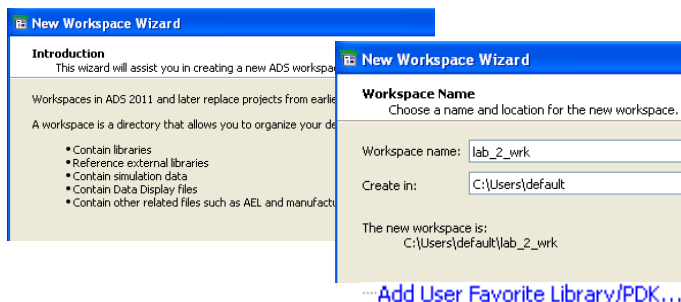 New Workspace Wizard
Introduction
This wizard will assist you in creating a new ADS
Workspaces in ADS 2011 and later replace projects from
A workspace is a directory that allows you to organize your
• Contain libraries
• Reference external libraries
• Contain simulation data
• Contain Data Display files
• Contain other related files such as AEL and
New Workspace Wizard
Workspace Name
Choose a name and location for the new workspace.
Workspace name: lab_2_wrk
Create in: C:\Users\default
The new workspace is:
C:\Users\default\lab_2_wrk
Add User Favorite Library/PDK...